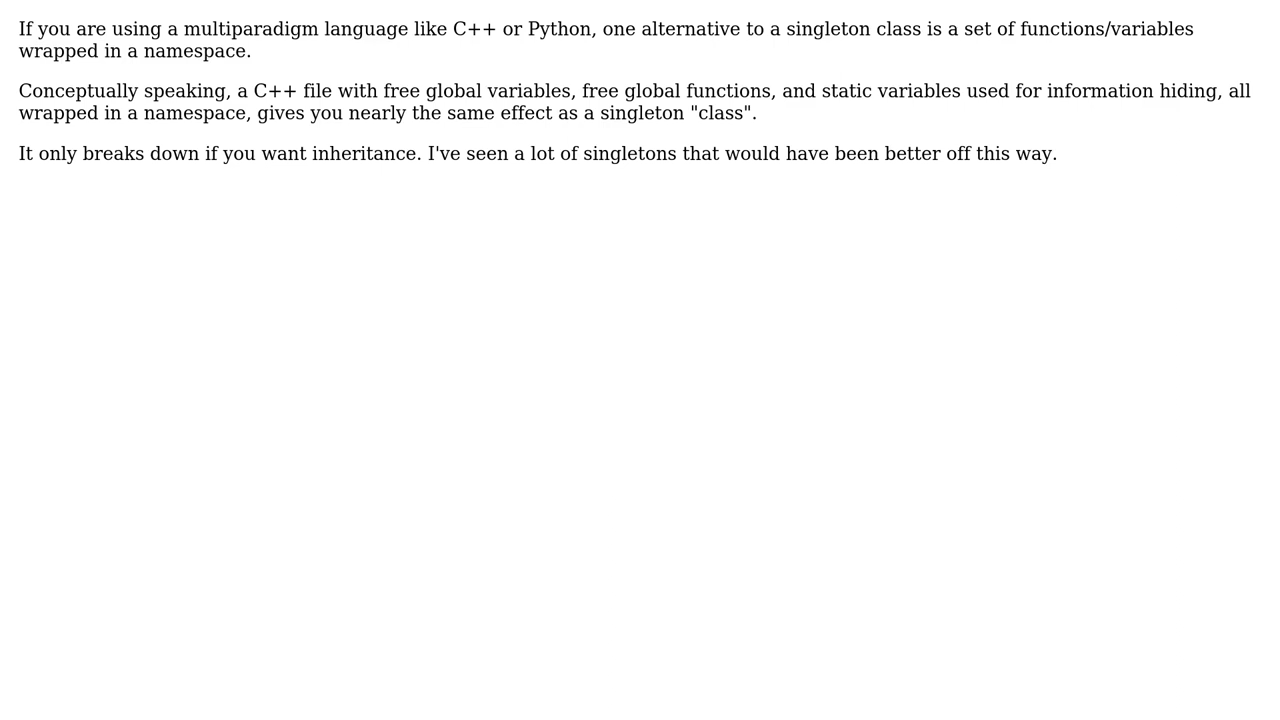 If you are using a multiparadigm language like C++ or Python, one alternative to a singleton class is a set of functions/variables
wrapped in a namespace.
Conceptually speaking, a C++ file with free global variables, free global functions, and static variables used for information hiding, all
wrapped in a namespace, gives you nearly the same effect as a singleton "class".
It only breaks down if you want inheritance. I've seen a lot of singletons that would have been better off this way.